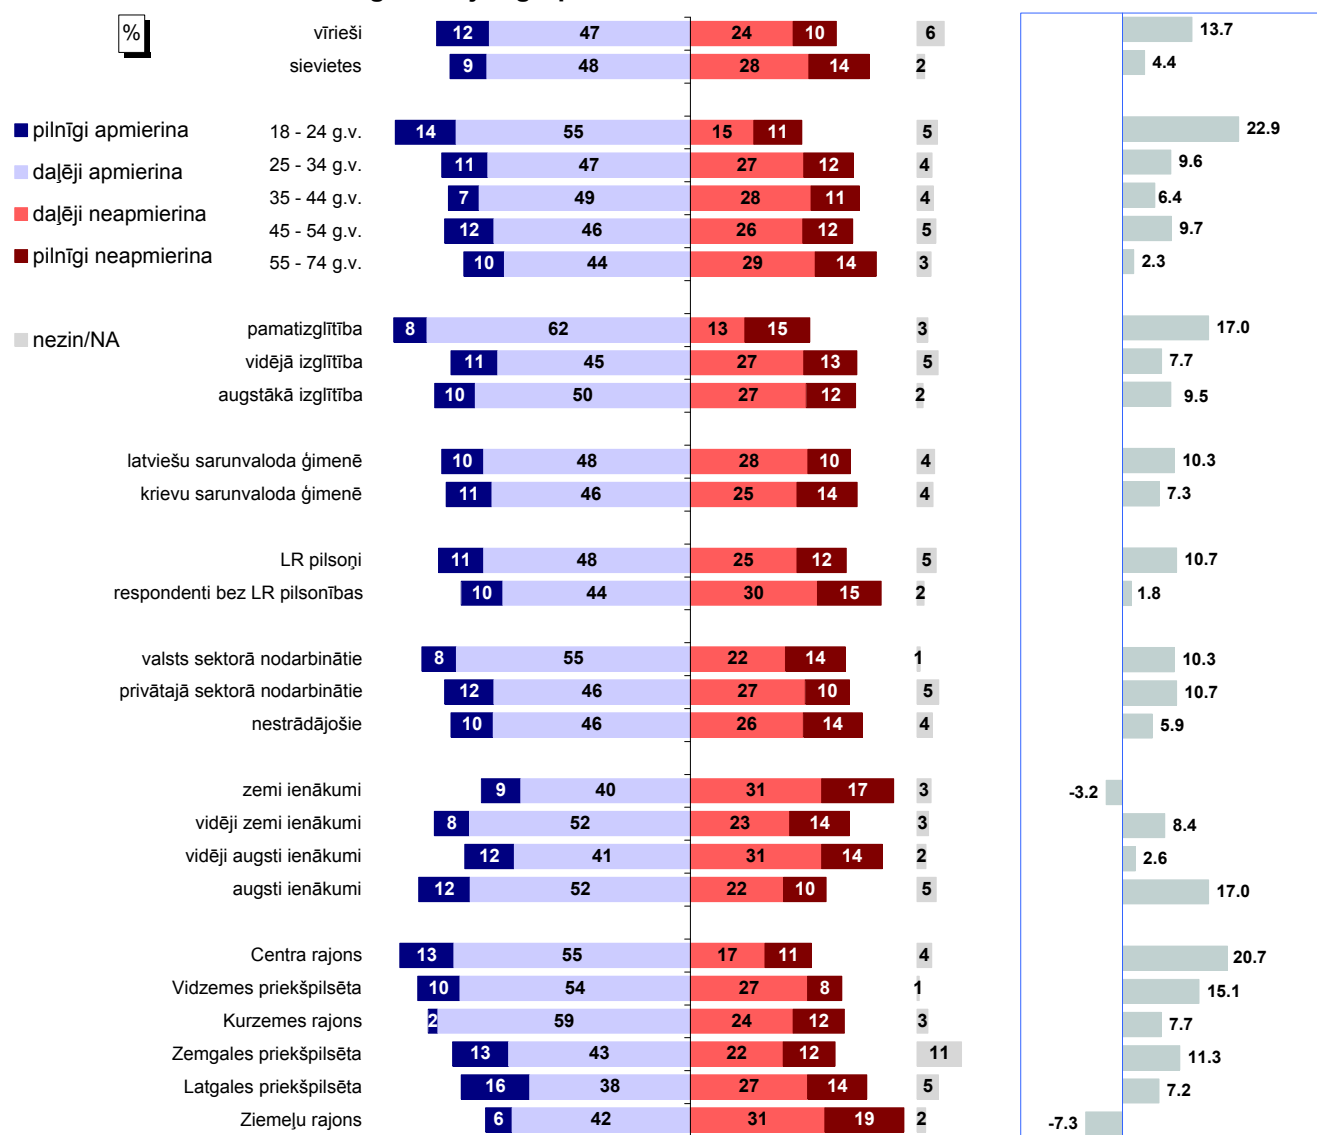 %
vīrieši 12 47 24 10 6 13.7
sievietes 9 48 28 14 2 4.4
pilnīgi apmierina
daļēji apmierina
daļēji neapmierina
pilnīgi neapmierina
nezin/NA
18 - 24 g.v. 14 55 15 11 5 22.9
25 - 34 g.v. 11 47 27 12 4 9.6
35 - 44 g.v. 7 49 28 11 4 6.4
45 - 54 g.v. 12 46 26 12 5 9.7
55 - 74 g.v. 10 44 29 14 3 2.3
pamatizglītība 8 62 13 15 3 17.0
vidējā izglītība 11 45 27 13 5 7.7
augstākā izglītība 10 50 27 12 2 9.5
latviešu sarunvaloda ģimenē 10 48 28 10 4 10.3
krievu sarunvaloda ģimenē 11 46 25 14 4 7.3
LR pilsoņi 11 48 25 12 5 10.7
respondenti bez LR pilsonības 10 44 30 15 2 1.8
valsts sektorā nodarbinātie 8 55 22 14 1 10.3
privātajā sektorā nodarbinātie 12 46 27 10 5 10.7
nestrādājošie 10 46 26 14 4 5.9
zemi ienākumi 9 40 31 17 3 -3.2
vidēji zemi ienākumi 8 52 23 14 3 8.4
vidēji augsti ienākumi 12 41 31 14 2 2.6
augsti ienākumi 12 52 22 10 5 17.0
Centra rajons 13 55 17 11 4 20.7
Vidzemes priekšpilsēta 10 54 27 8 1 15.1
Kurzemes rajons 2 59 24 12 3 7.7
Zemgales priekšpilsēta 13 43 22 12 11 11.3
Latgales priekšpilsēta 16 38 27 14 5 7.2
Ziemeļu rajons 6 42 31 19 2 -7.3